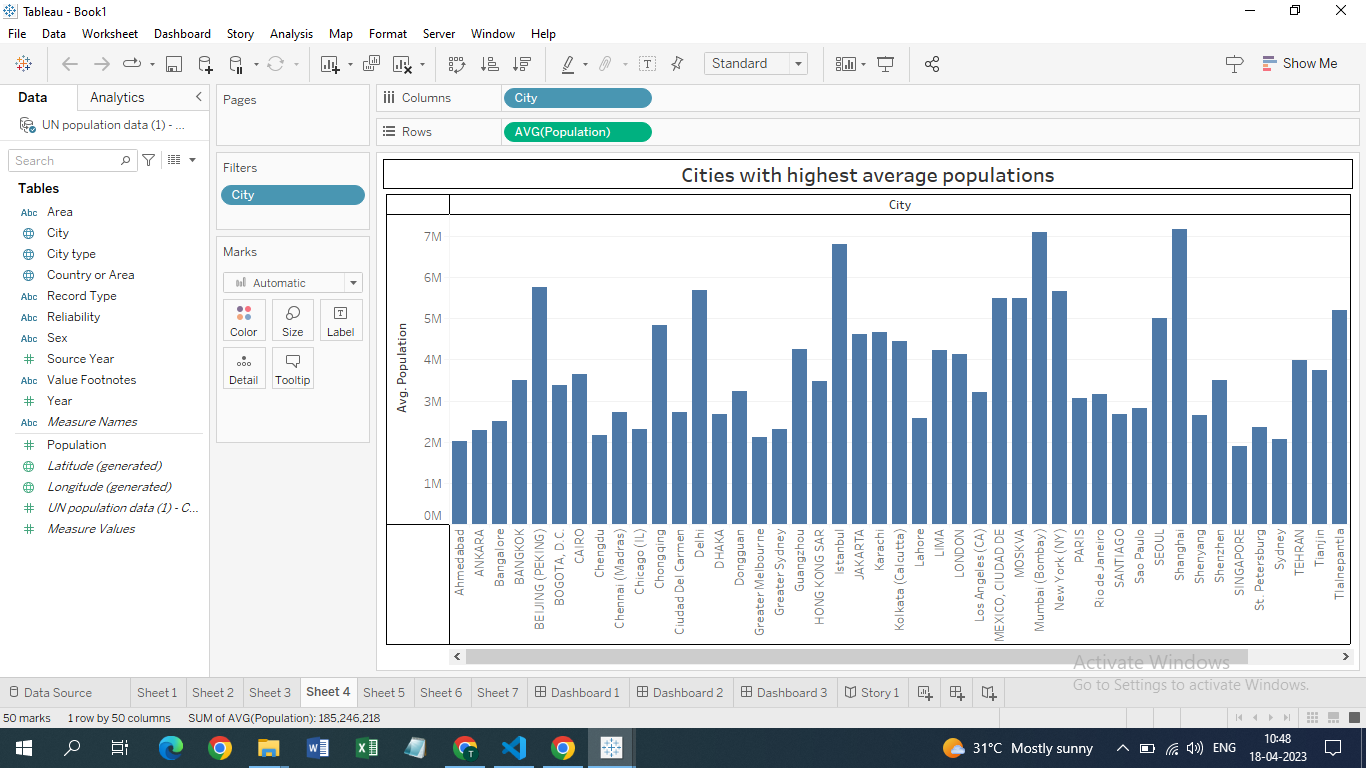 Tableau - Book1
File Data Worksheet Dashboard Story Analysis Map Format Server Window Help
Standard
Show Me
Data Analytics
UN population data (1) - ...
Search
Tables
Abc Area
City
City type
Country or Area
Abc Record Type
Abc Reliability
Abc Sex
Source Year
Abc Value Footnotes
Year
Abc Measure Names
Population
Latitude (generated)
Longitude (generated)
UN population data (1) - C...
Measure Values
Pages
Filters
City
Marks
Automatic
Color Size Label
Detail Tooltip
Columns City
Rows AVG(Population)
Cities with highest average populations
City
Avg. Population
7M
6M
5M
4M
3M
2M
1M
0M
Ahmedabad
ANKARA
Bangalore
BANGKOK
BEIJING (PEKING)
BOGOTA, D.C.
CAIRO
Chengdu
Chennai (Madras)
Chicago (IL)
Chongqing
Ciudad Del Carmen
Delhi
DHAKA
Dongguan
Greater Melbourne
Greater Sydney
Guangzhou
HONG KONG SAR
Istanbul
JAKARTA
Karachi
Kolkata (Calcutta)
Lahore
LIMA
LONDON
Los Angeles (CA)
MEXICO, CIUDAD DE
MOSKVA
Mumbai (Bombay)
New York (NY)
PARIS
Rio de Janeiro
SANTIAGO
Sao Paulo
SEOUL
Shanghai
Shenyang
Shenzhen
SINGAPORE
St. Petersburg
Sydney
TEHRAN
Tianjin
Tlalnepantla
Activate Windows
Go to Settings to activate Windows.
Data Source Sheet 1 Sheet 2 Sheet 3 Sheet 4 Sheet 5 Sheet 6 Sheet 7 Dashboard 1 Dashboard 2 Dashboard 3 Story 1
50 marks 1 row by 50 columns SUM of AVG(Population): 185,246,218
31°C Mostly sunny ENG
10:48
18-04-2023